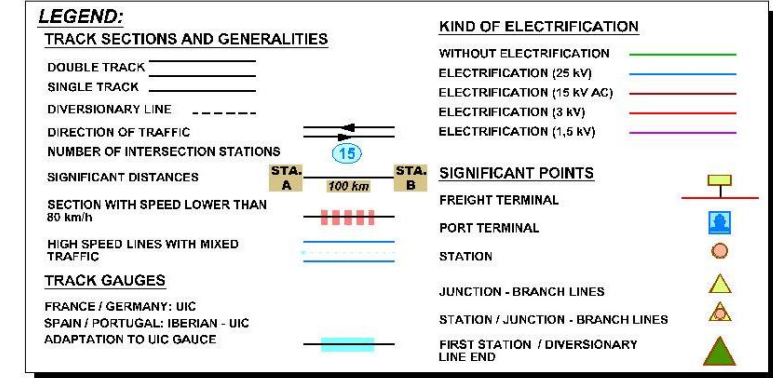 LEGEND:
TRACK SECTIONS AND GENERALITIES
DOUBLE TRACK
SINGLE TRACK
DIVERSIONARY LINE
DIRECTION OF TRAFFIC
NUMBER OF INTERSECTION STATIONS
15
SIGNIFICANT DISTANCES
STA. A
100 km
STA. B
SECTION WITH SPEED LOWER THAN
80 km/h
HIGH SPEED LINES WITH MIXED
TRAFFIC
TRACK GAUGES
FRANCE / GERMANY: UIC
SPAIN / PORTUGAL: IBERIAN - UIC
ADAPTATION TO UIC GAUCE
KIND OF ELECTRIFICATION
WITHOUT ELECTRIFICATION
ELECTRIFICATION (25 kV)
ELECTRIFICATION (15 kV AC)
ELECTRIFICATION (3 kV)
ELECTRIFICATION (1,5 kV)
SIGNIFICANT POINTS
FREIGHT TERMINAL
PORT TERMINAL
STATION
JUNCTION - BRANCH LINES
STATION / JUNCTION - BRANCH LINES
FIRST STATION / DIVERSIONARY
LINE END